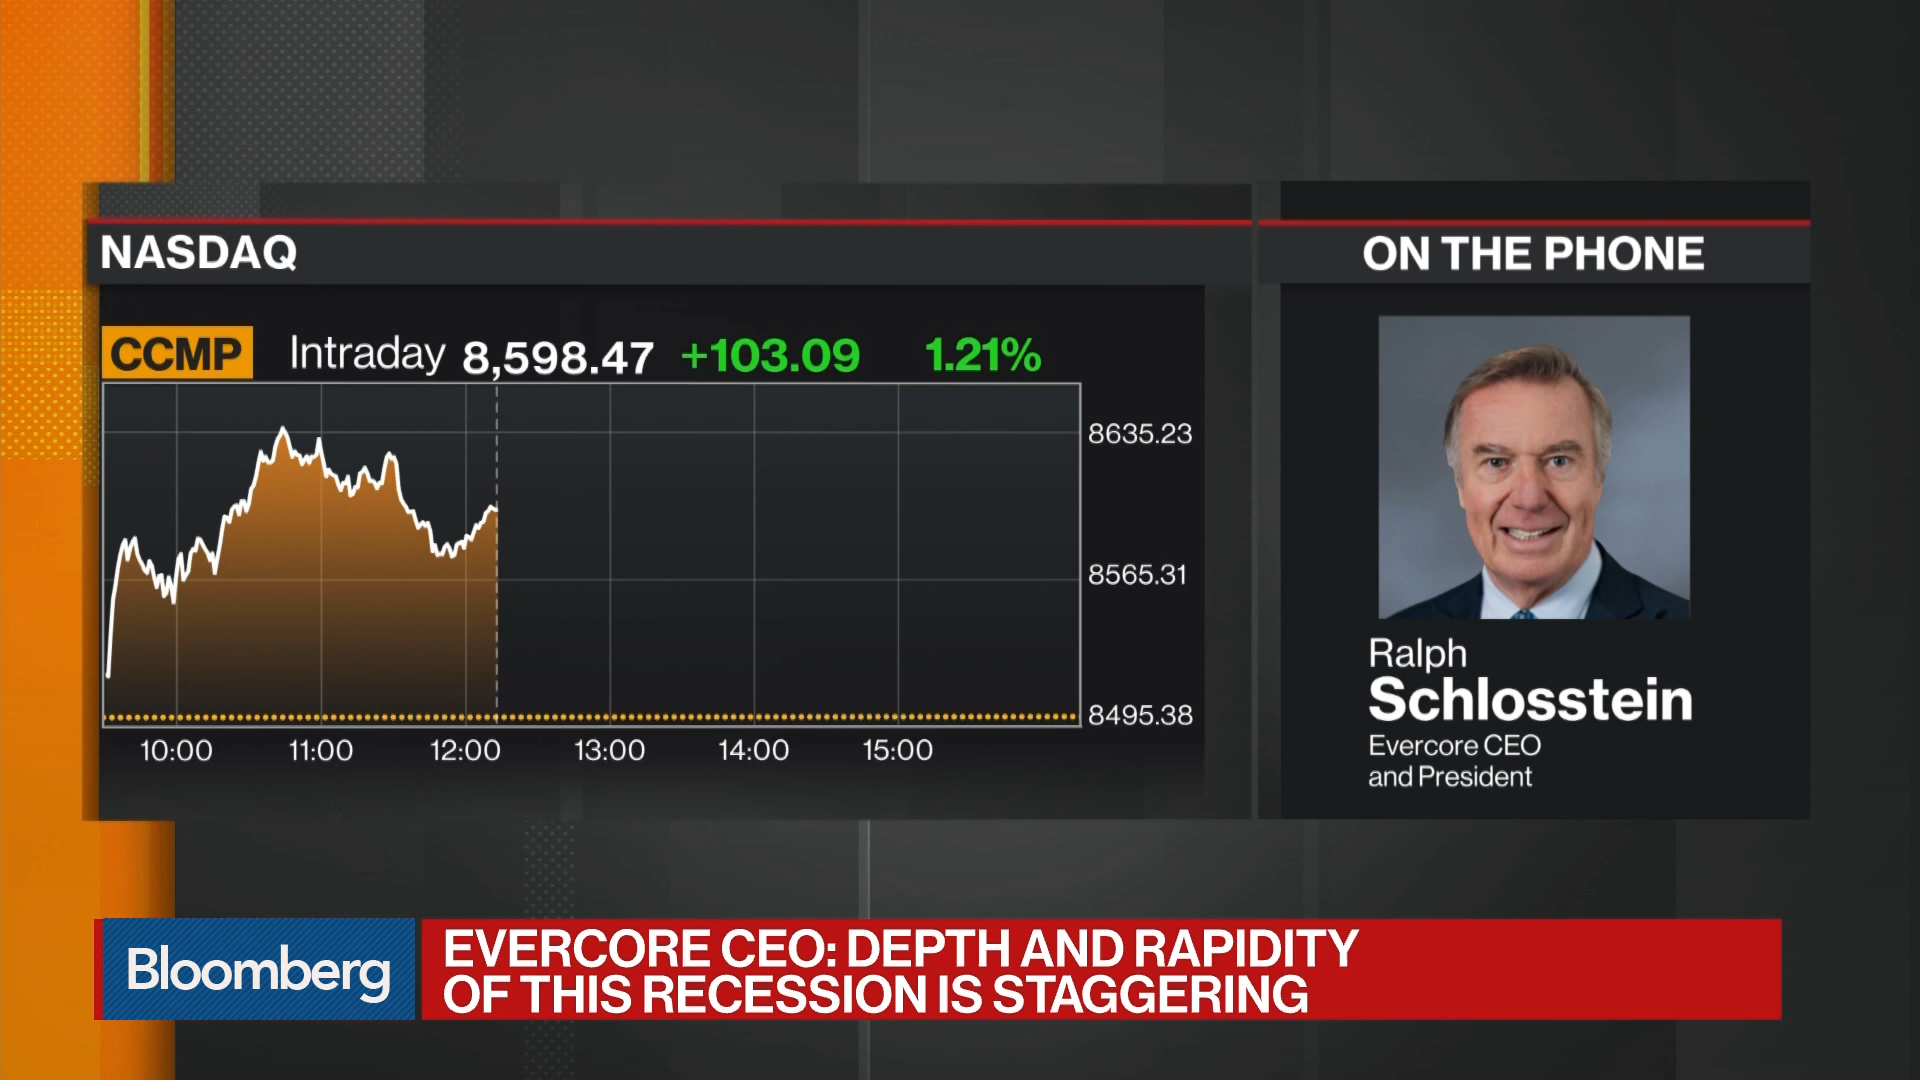 NASDAQ
ON THE PHONE
CCMP Intraday 8,598.47 +103.09 1.21%
8635.23
8565.31
8495.38
10:00 11:00 12:00 13:00 14:00 15:00
Ralph
Schlosstein
Evercore CEO
and President
Bloomberg
EVERCORE CEO: DEPTH AND RAPIDITY
OF THIS RECESSION IS STAGGERING